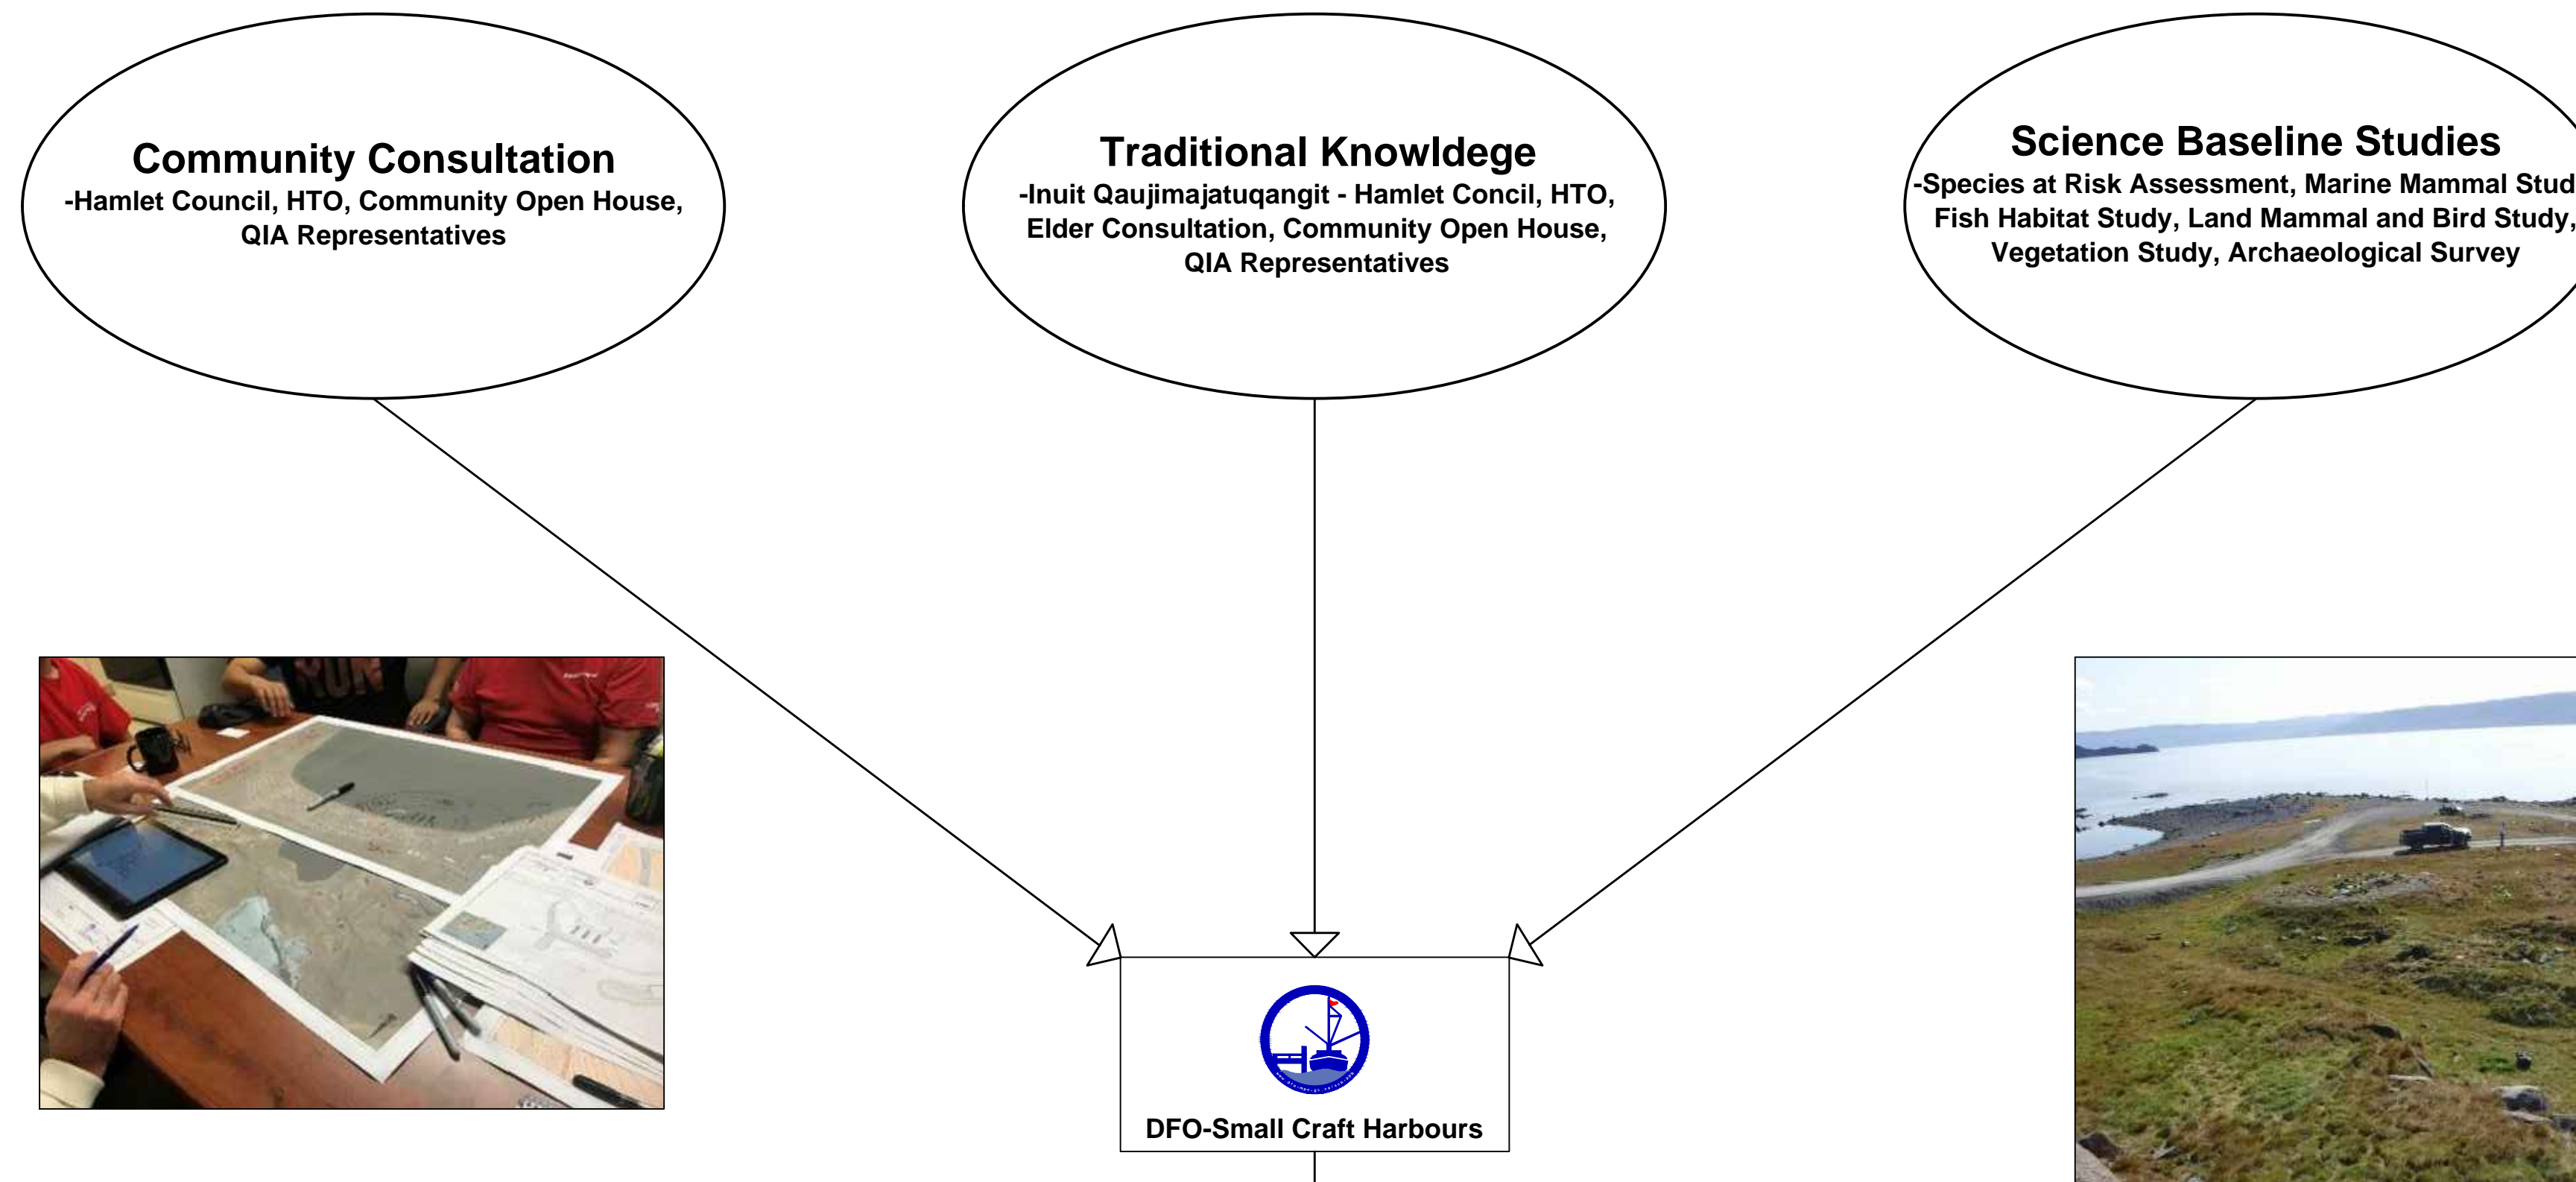 Community Consultation
-Hamlet Council, HTO, Community Open House,
QIA Representatives
Traditional Knowldege
-Inuit Qaujimajatuqangit - Hamlet Concil, HTO,
Elder Consultation, Community Open House,
QIA Representatives
Science Baseline Studies
-Species at Risk Assessment, Marine Mammal Stud
Fish Habitat Study, Land Mammal and Bird Study,
Vegetation Study, Archaeological Survey
RUN
DFO-Small Craft Harbours